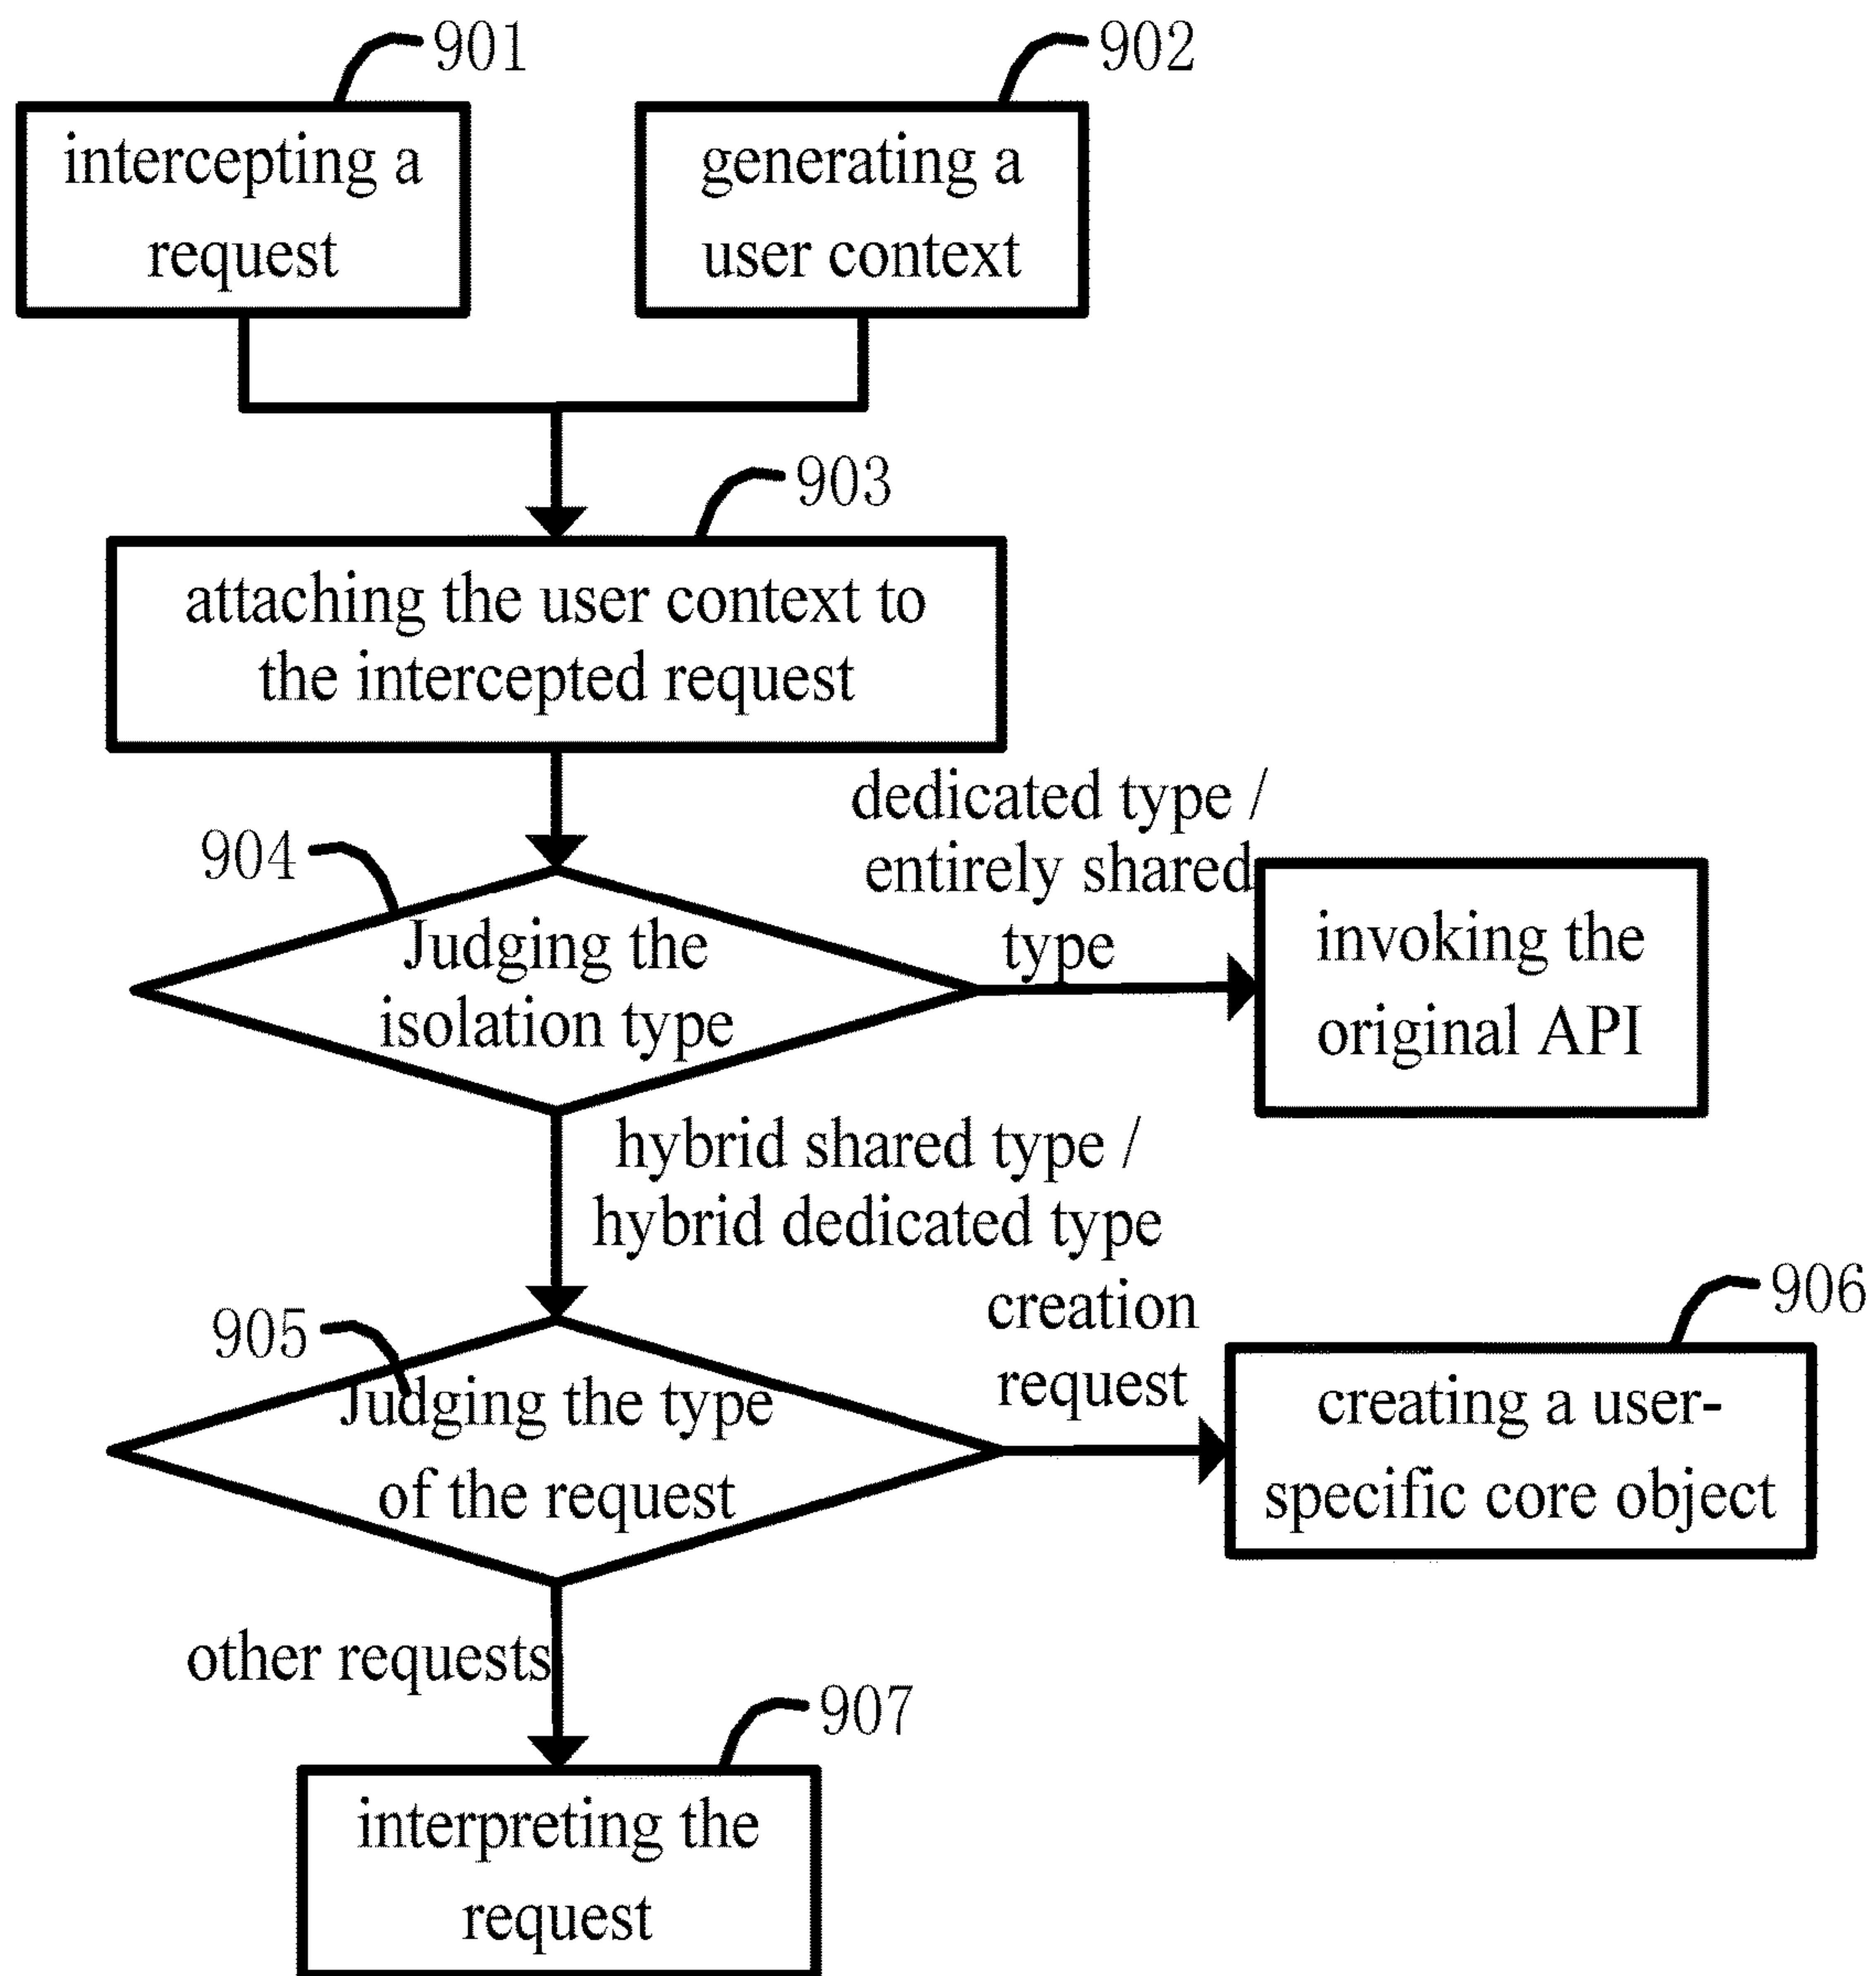 901
902
intercepting a
request
generating a
user context
903
attaching the user context to
the intercepted request
904
Judging the
isolation type
dedicated type /
entirely shared
type
invoking the
original API
hybrid shared type /
hybrid dedicated type
905
Judging the type
of the request
creation
request
906
creating a user-
specific core object
other requests
907
interpreting the
request